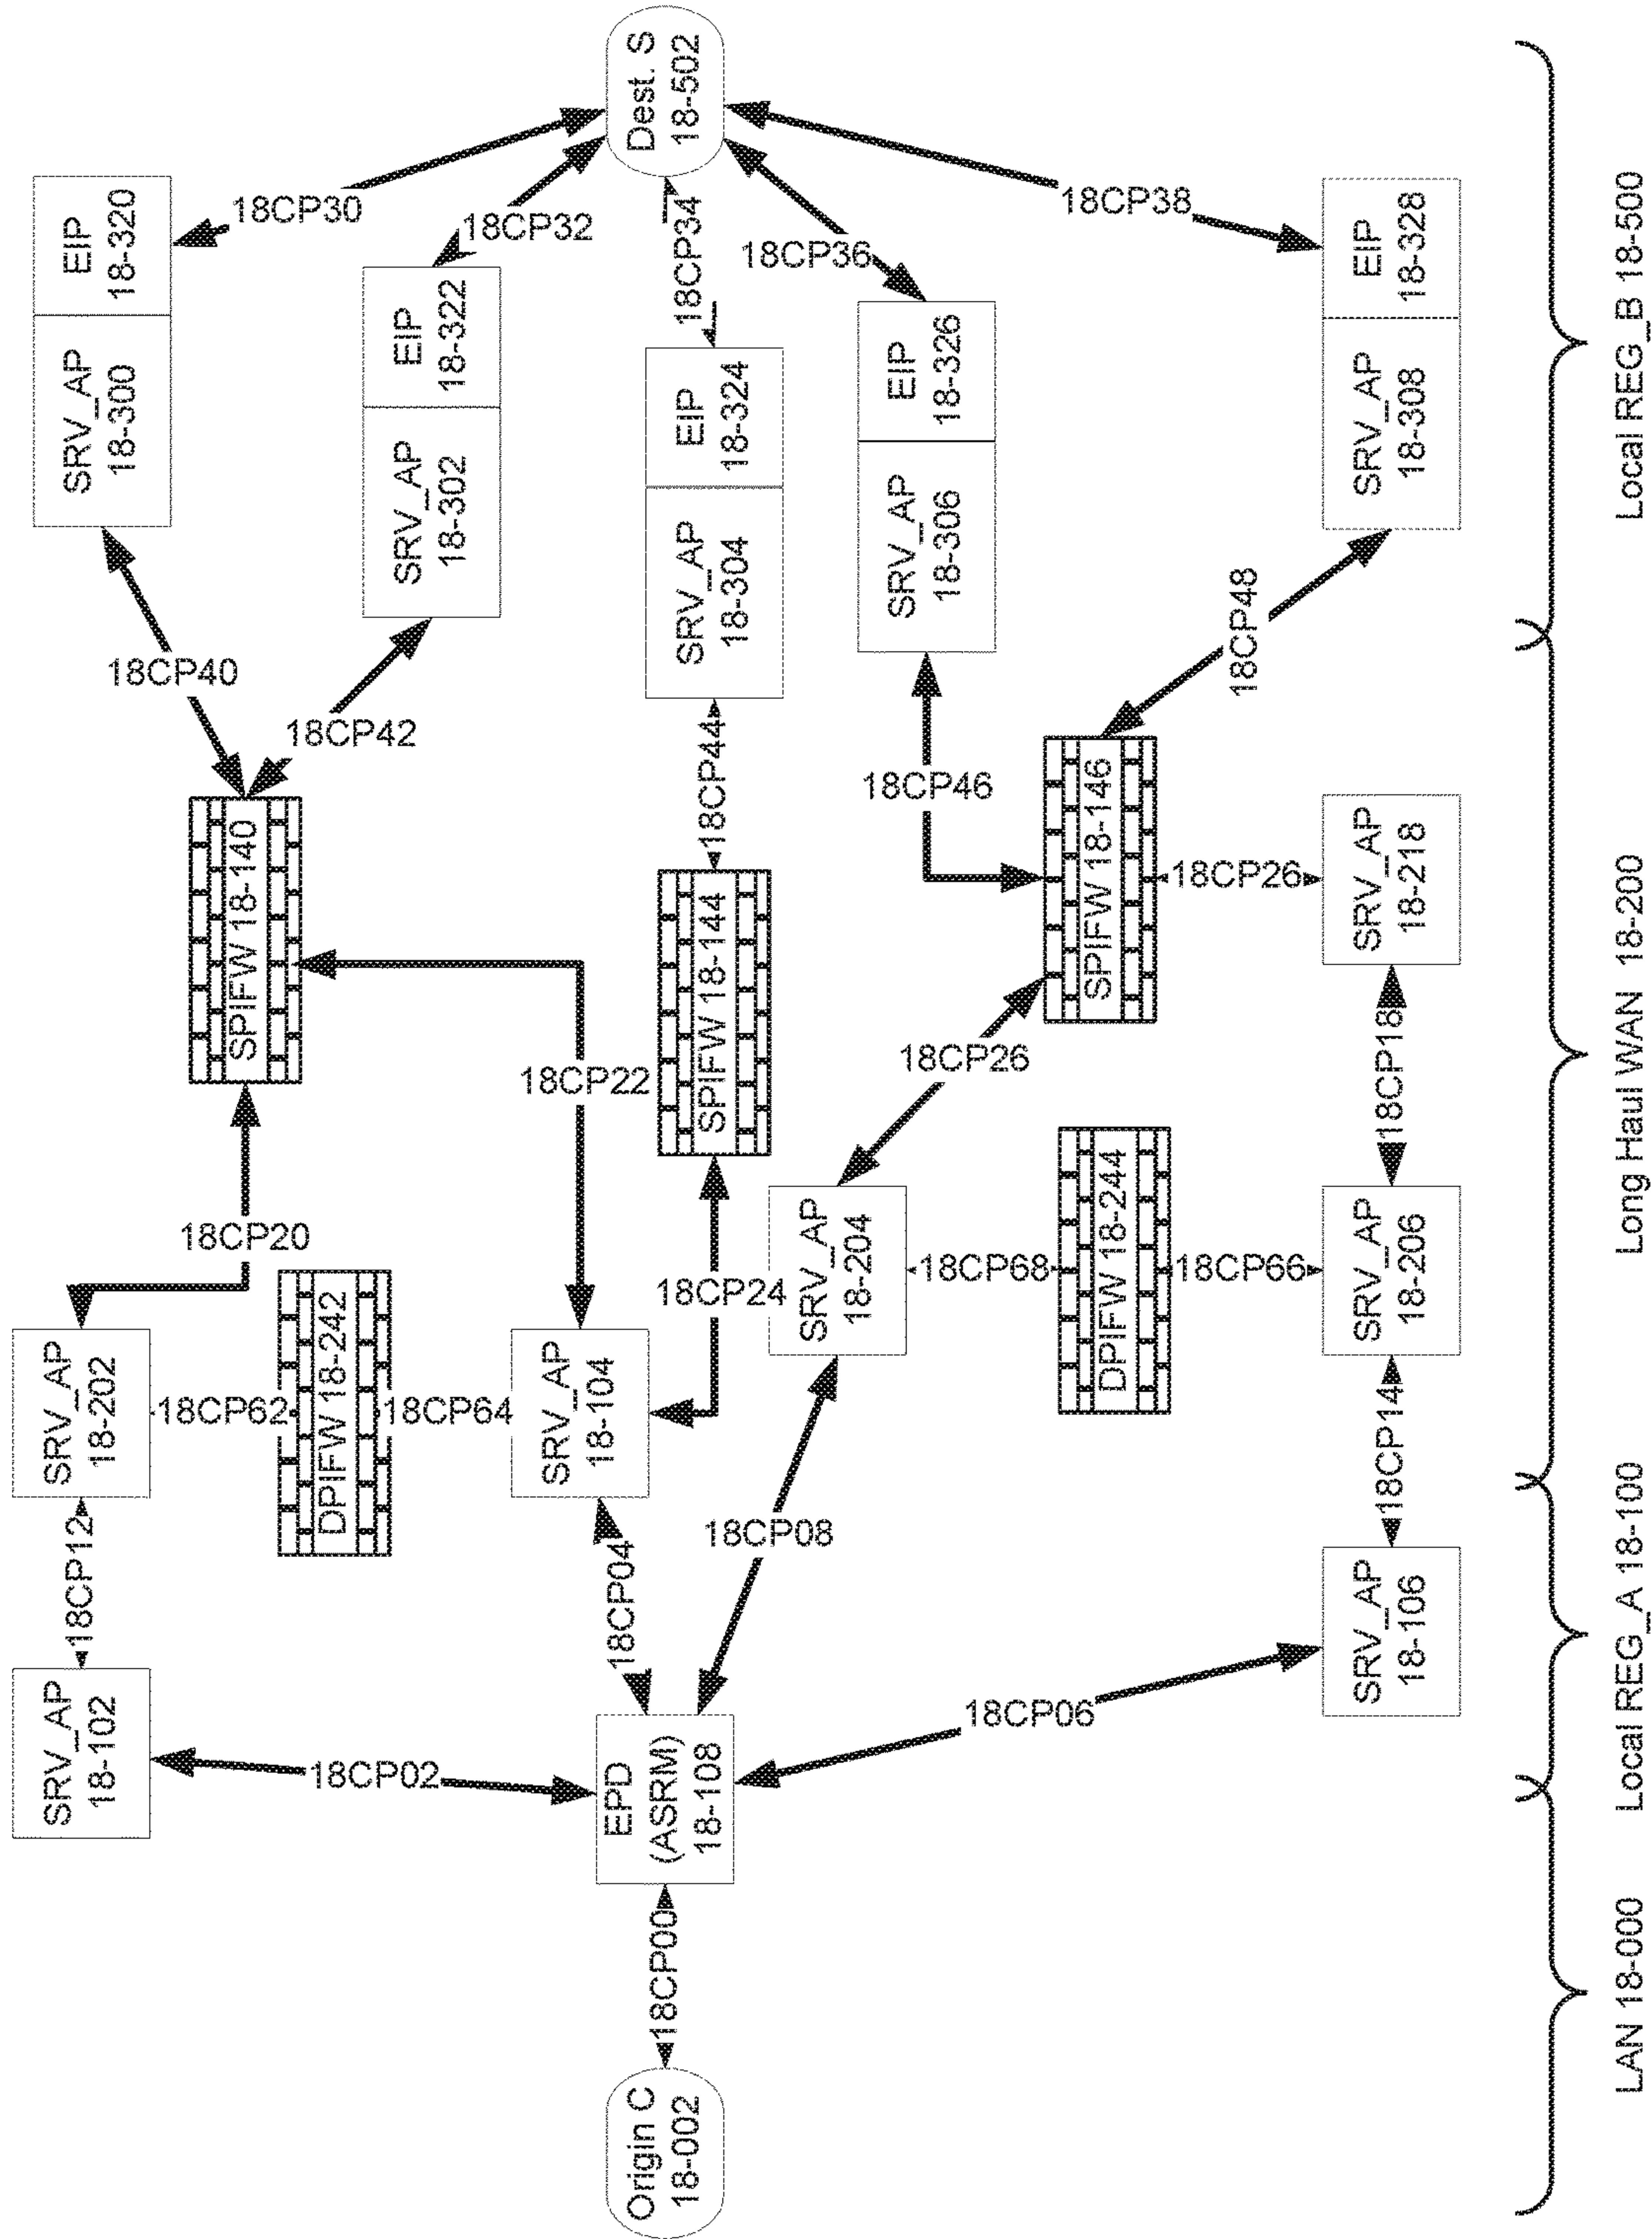 SRV_AP
18-102
18CP12
SRV_AP
18-202
18CP20
SPIFW 18-140
18CP40
SRV_AP
18-300
EIP
18-320
18CP30
18CP02
18CP62
DPIFW 18-242
18CP64
18CP42
SRV_AP
18-302
EIP
18-322
18CP32
Origin C
18-002
18CP00
EPD
(ASRM)
18-108
18CP04
SRV_AP
18-104
18CP22
18CP24
SPIFW 18-144
18CP44
SRV_AP
18-304
EIP
18-324
18CP34
Dest. S
18-502
18CP08
SRV_AP
18-204
18CP26
18CP46
SRV_AP
18-306
EIP
18-326
18CP36
18CP68
DPIFW 18-244
18CP66
SPIFW 18-146
18CP26
18CP48
18CP38
18CP06
SRV_AP
18-106
18CP14
SRV_AP
18-206
18CP18
SRV_AP
18-218
SRV_AP
18-308
EIP
18-328
LAN 18-000
Local REG_A 18-100
Long Haul WAN 18-200
Local REG_B 18-500